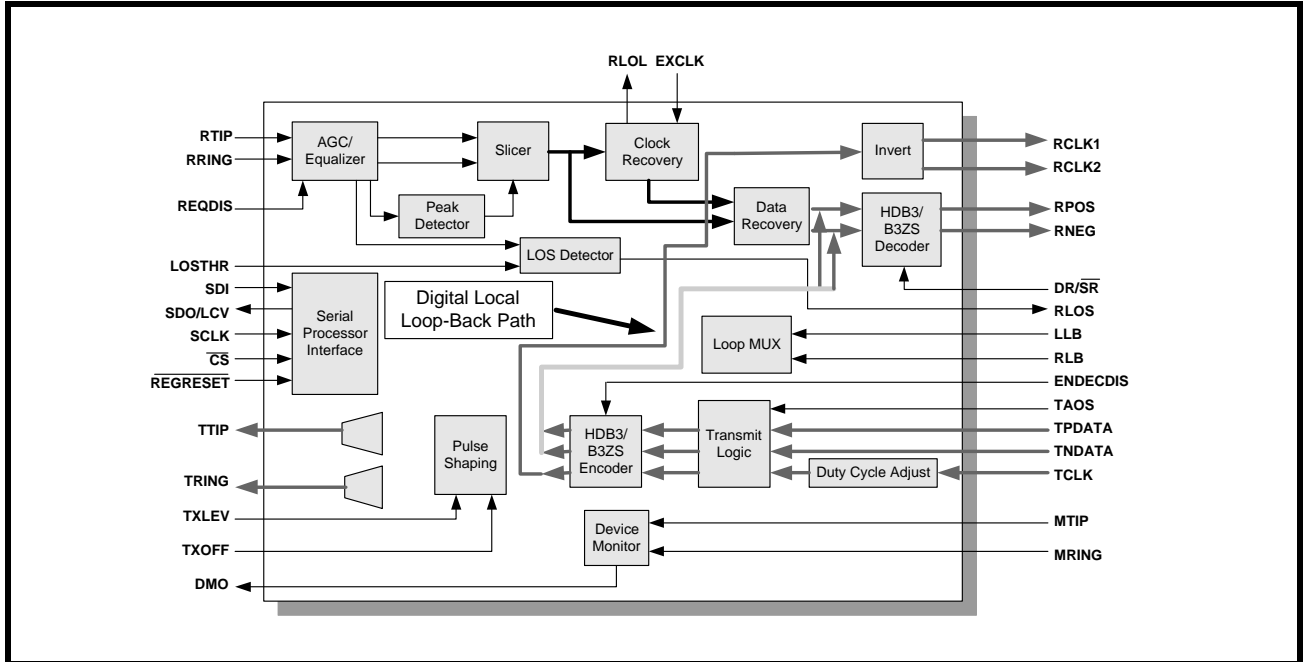 RLOL EXCLK
RTIP
RRING
REQDIS
AGC/
Equalizer
Slicer
Clock
Recovery
Invert
RCLK1
RCLK2
Peak
Detector
Data
Recovery
HDB3/
B3ZS
Decoder
RPOS
RNEG
LOSTHR
LOS Detector
SDI
SDO/LCV
SCLK
CS
REGRESET
Serial
Processor
Interface
Digital Local
Loop-Back Path
DR/SR
RLOS
Loop MUX
LLB
RLB
ENDECDIS
TTIP
TRING
Pulse
Shaping
HDB3/
B3ZS
Encoder
Transmit
Logic
Duty Cycle Adjust
TAOS
TPDATA
TNDATA
TCLK
TXLEV
TXOFF
DMO
Device
Monitor
MTIP
MRING